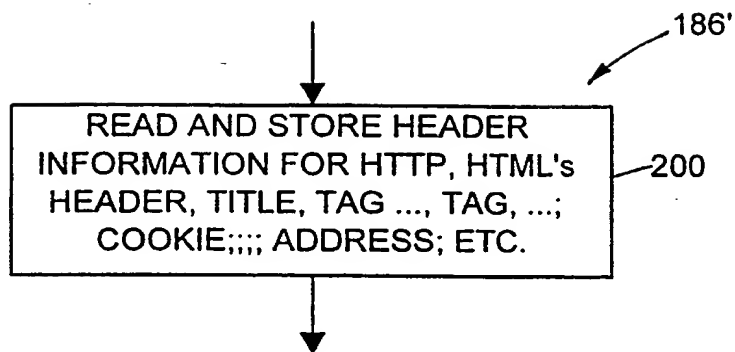 186'
READ AND STORE HEADER
INFORMATION FOR HTTP, HTML's
HEADER, TITLE, TAG ..., TAG, ...;
COOKIE;;;; ADDRESS; ETC.
200